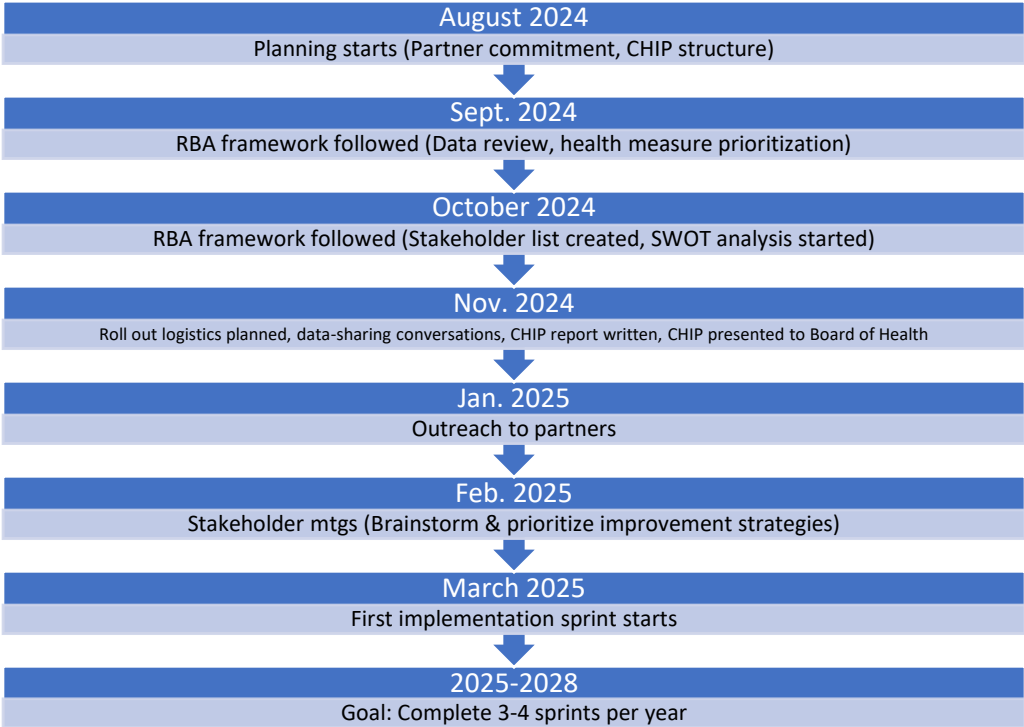 August 2024
Planning starts (Partner commitment, CHIP structure)
Sept. 2024
RBA framework followed (Data review, health measure prioritization)
October 2024
RBA framework followed (Stakeholder list created, SWOT analysis started)
Nov. 2024
Roll out logistics planned, data-sharing conversations, CHIP report written, CHIP presented to Board of Health
Jan. 2025
Outreach to partners
Feb. 2025
Stakeholder mtgs (Brainstorm & prioritize improvement strategies)
March 2025
First implementation sprint starts
2025-2028
Goal: Complete 3-4 sprints per year